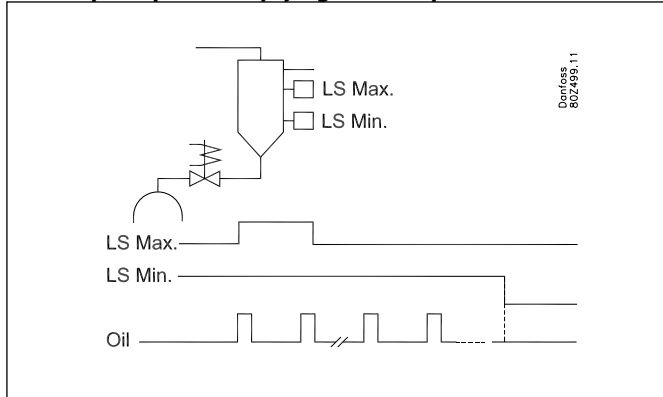 LS Max.
LS Min.
Danfoss
80Z499.11
LS Max.
LS Min.
Oil